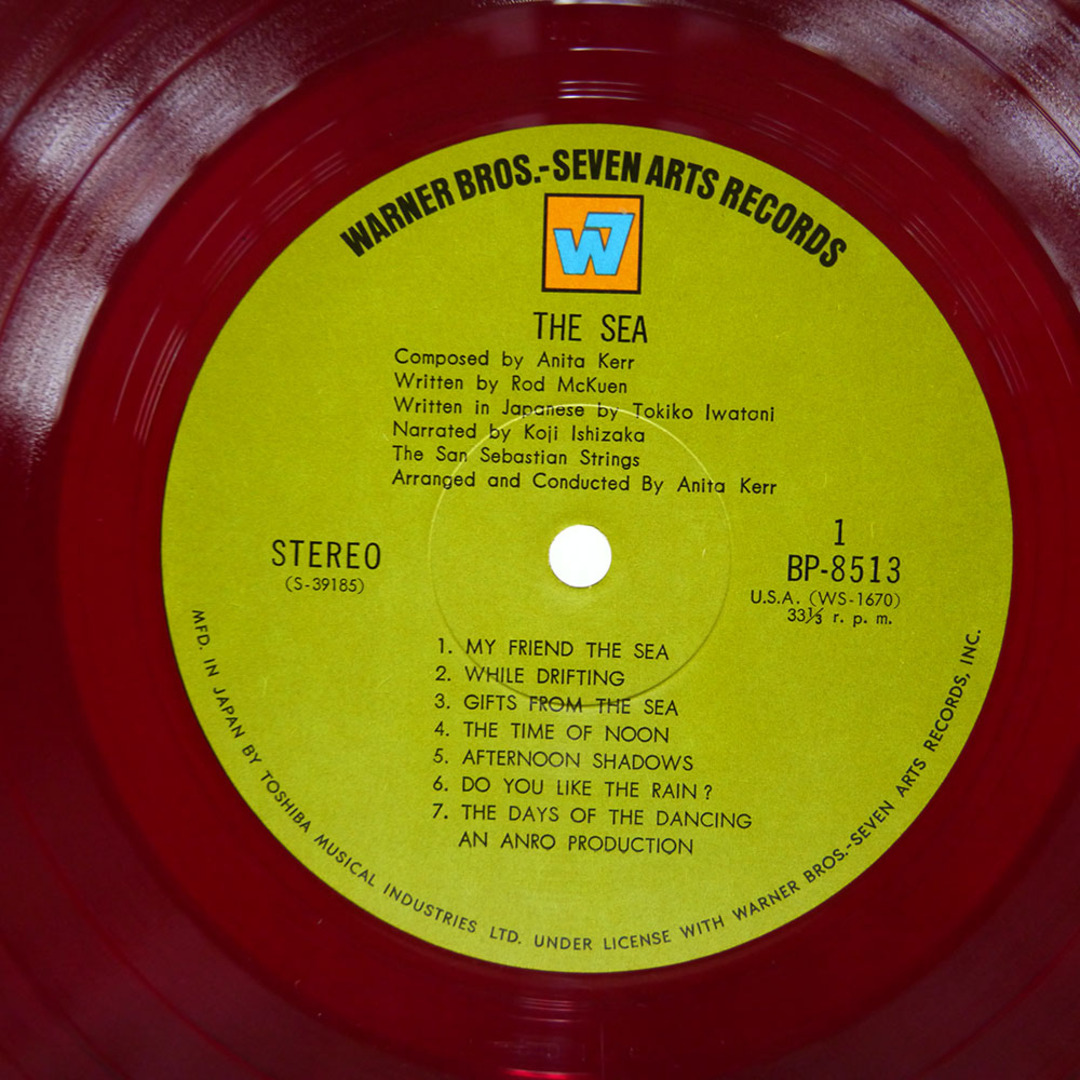 WARNER BROS.-SEVEN ARTS RECORDS
W7
THE SEA
Composed by Anita Kerr
Written by Rod McKuen
Written in Japanese by Tokiko Iwatani
Narrated by Koji Ishizaka
The San Sebastian Strings
Arranged and Conducted By Anita Kerr
STEREO
(S-39185)
1
BP-8513
U.S.A. (WS-1670)
33⅓ r. p. m.
1. MY FRIEND THE SEA
2. WHILE DRIFTING
3. GIFTS FROM THE SEA
4. THE TIME OF NOON
5. AFTERNOON SHADOWS
6. DO YOU LIKE THE RAIN?
7. THE DAYS OF THE DANCING
AN ANRO PRODUCTION
MFD. IN JAPAN BY TOSHIBA MUSICAL INDUSTRIES LTD. UNDER LICENSE WITH WARNER BROS.-SEVEN ARTS RECORDS, INC.